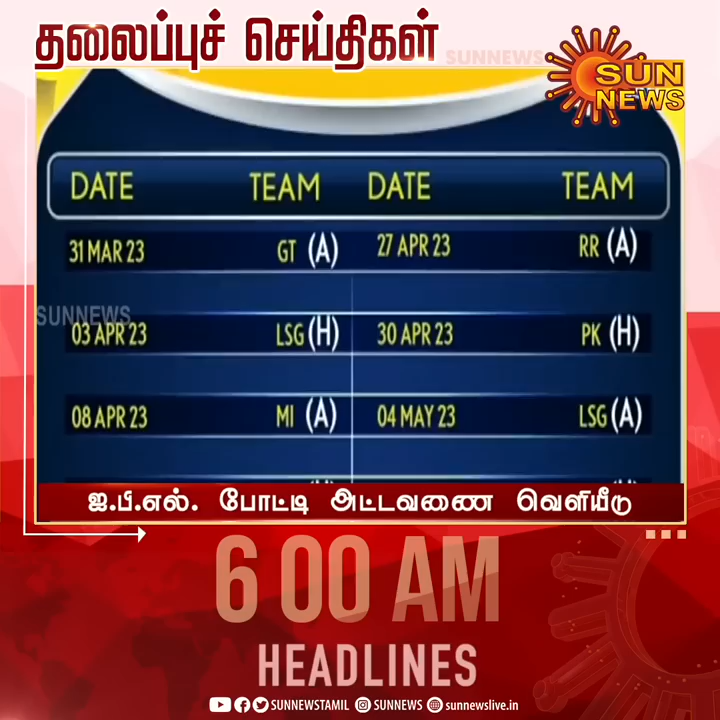 தலைப்புச் செய்திகள்
SUNNEWS
SUN
NEWS
DATE TEAM DATE TEAM
31 MAR 23 GT (A) 27 APR 23 RR (A)
SUNNEWS
03 APR 23 LSG (H) 30 APR 23 PK (H)
08 APR 23 MI (A) 04 MAY 23 LSG (A)
ஐ.பி.எல். போட்டி அட்டவணை வெளியீடு
6 00 AM
HEADLINES
SUNNEWSTAMIL SUNNEWS sunnewslive.in